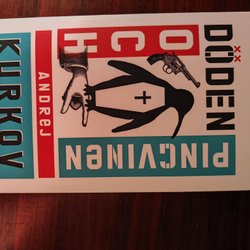 DÖDEN
OCH
PINGVINEN
ANDREJ
KURKOV